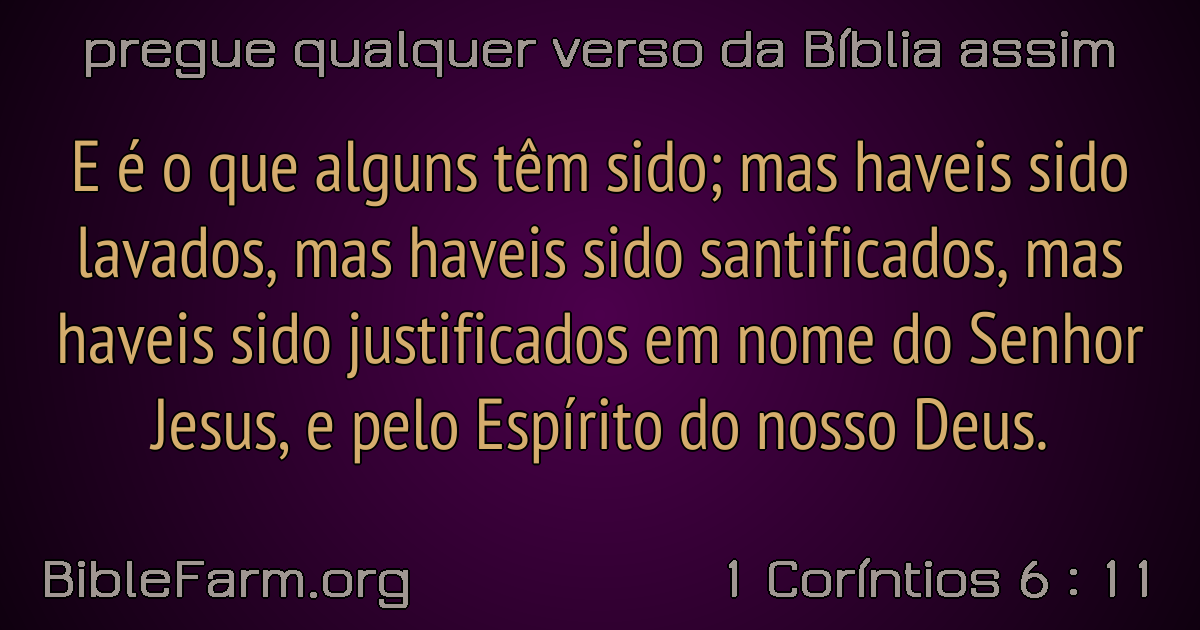 pregue qualquer verso da Bíblia assim
E é o que alguns têm sido; mas haveis sido
lavados, mas haveis sido santificados, mas
haveis sido justificados em nome do Senhor
Jesus, e pelo Espírito do nosso Deus.
BibleFarm.org
1 Coríntios 6 : 11